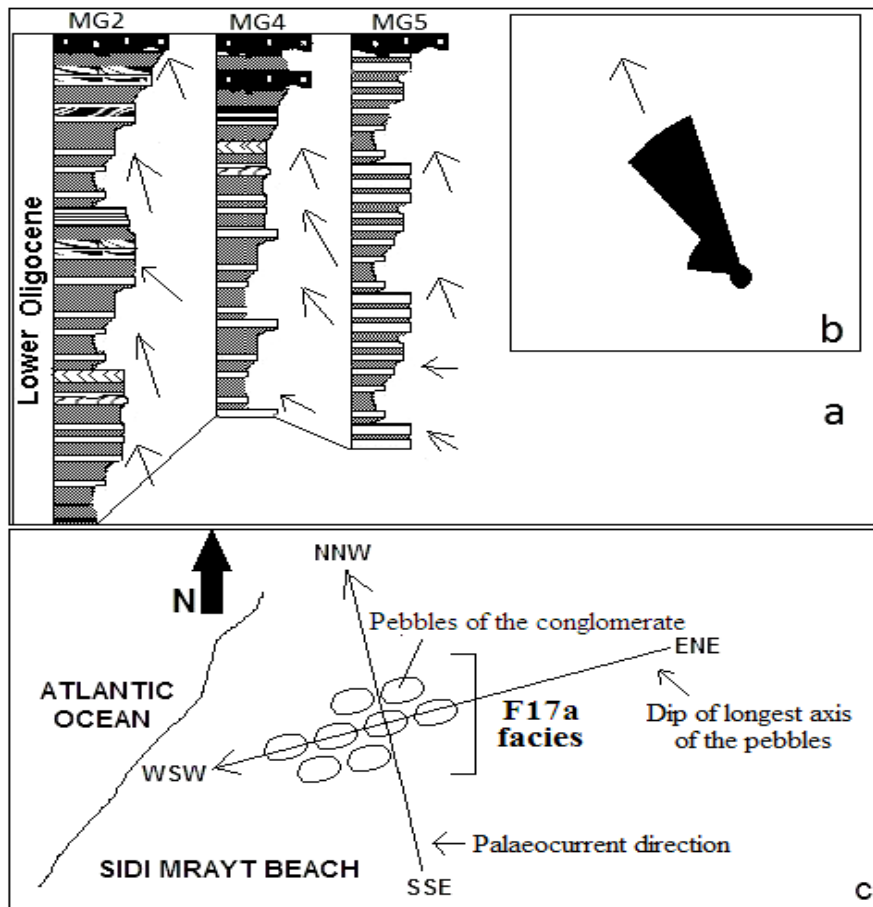 MG2 MG4 MG5
Lower Oligocene
b
a
NNW
N
Pebbles of the conglomerate
ENE
ATLANTIC
OCEAN
F17a
facies
Dip of longest axis
of the pebbles
WSW
Palaeocurrent direction
SIDI MRAYT BEACH
SSE
c